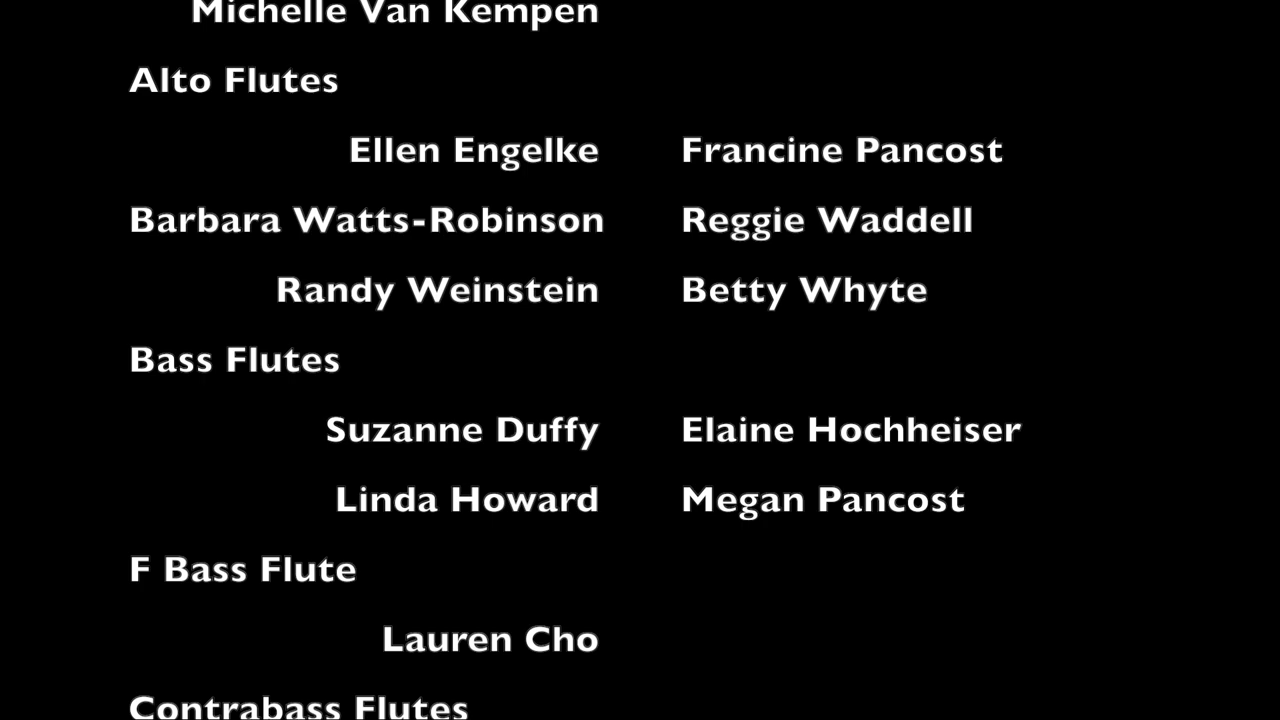 Michelle Van Kempen
Alto Flutes
Ellen Engelke Francine Pancost
Barbara Watts-Robinson Reggie Waddell
Randy Weinstein Betty Whyte
Bass Flutes
Suzanne Duffy Elaine Hochheiser
Linda Howard Megan Pancost
F Bass Flute
Lauren Cho
Contrabass Flutes